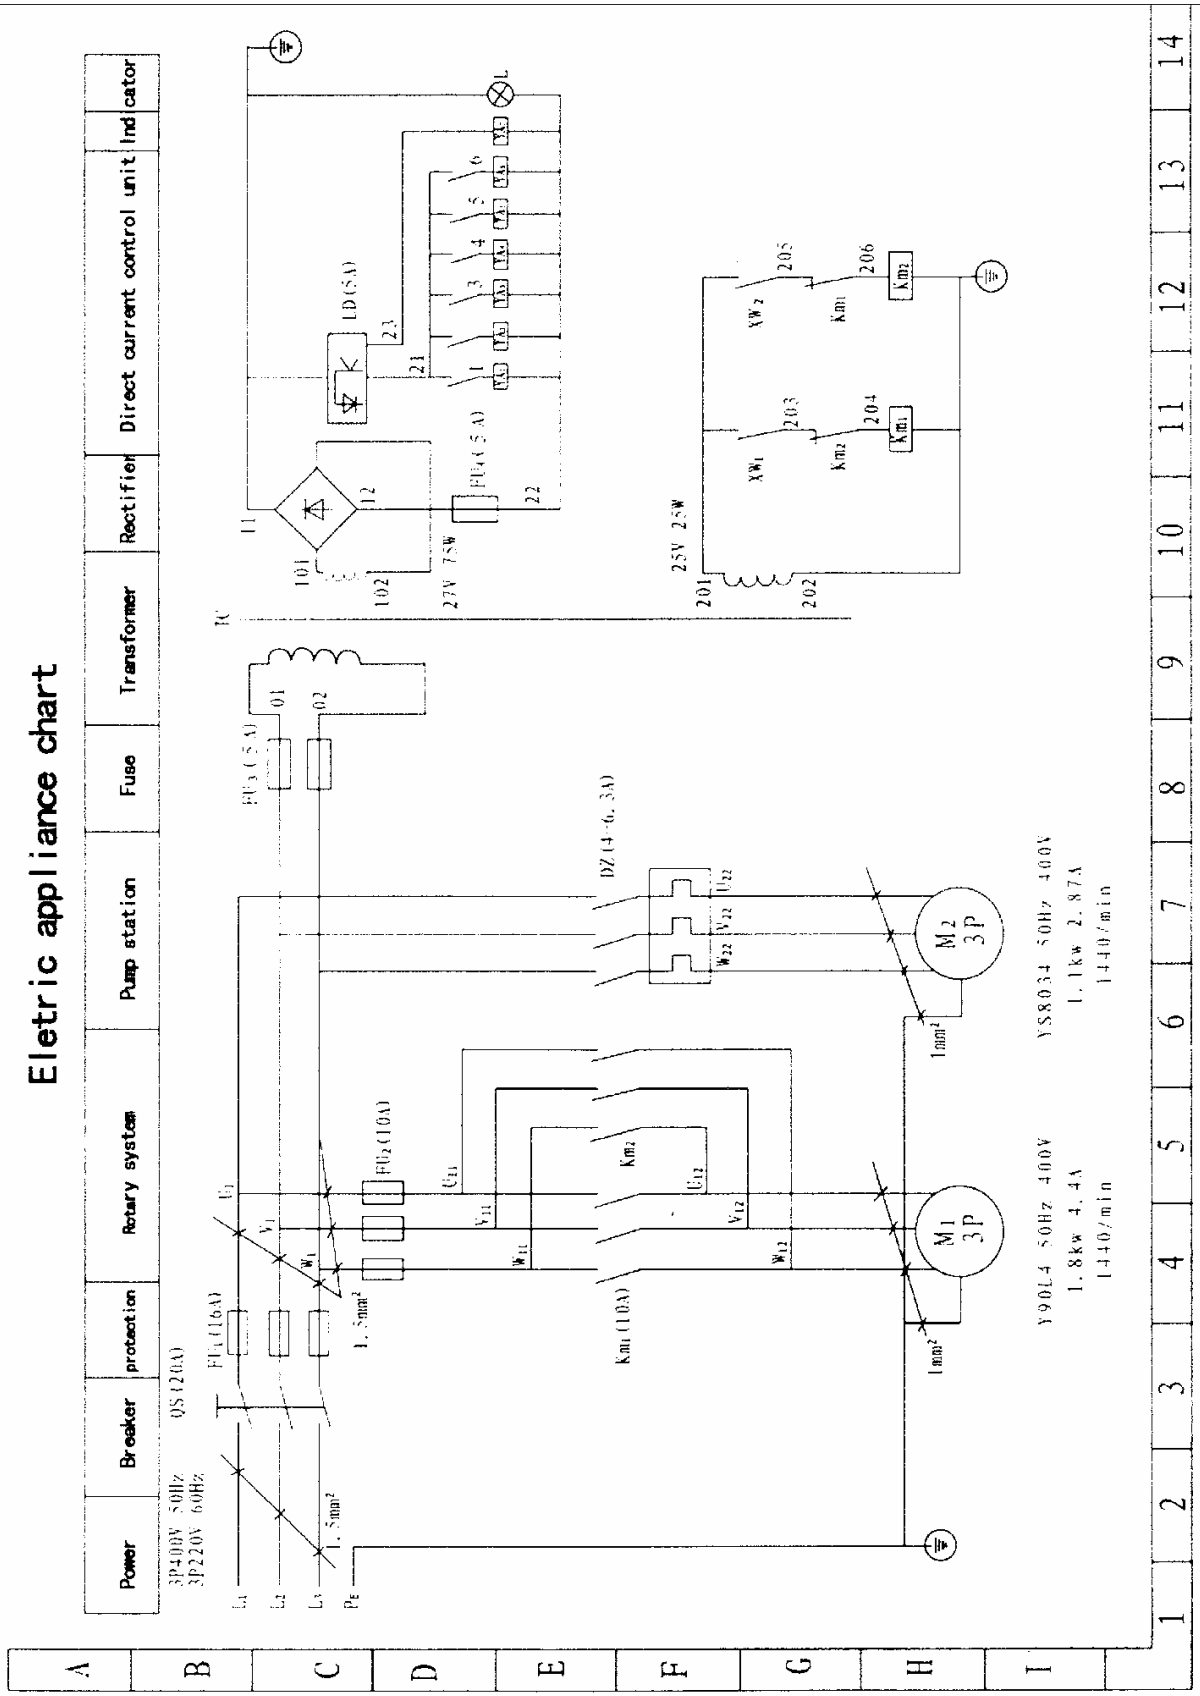 Eletric appliance chart
Power
Breaker
protection
Rotary system
Pump station
Fuse
Transformer
Rectifier
Direct current control unit
Indicator
3P400V 50Hz
3P220V 60Hz
QS(20A)
FU₁(16A)
L₁
L₂
L₃
PE
1.5mm²
1.5mm²
U₁
V₁
W₁
FU₂(10A)
U₁₁
V₁₁
W₁₁
Km₁(10A)
Km₂
U₁₂
V₁₂
W₁₂
M₁
3P
1mm²
Y90L4 50Hz 400V
1.8kw 4.4A
1440/min
DZ(4-6.3A)
U₂₂
V₂₂
W₂₂
M₂
3P
1mm²
YS8034 50Hz 400V
1.1kw 2.87A
1440/min
FU₃(5A)
01
02
TC
101
102
27V 75W
11
12
FU₄(5A)
22
LD(5A)
21
23
1
3
4
5
6
YA₁
YA₂
YA₃
YA₄
L
25V 25W
201
202
XW₁
203
Km₂
204
Km₁
XW₂
205
Km₁
206
Km₂
A
B
C
D
E
F
G
H
I
1
2
3
4
5
6
7
8
9
10
11
12
13
14